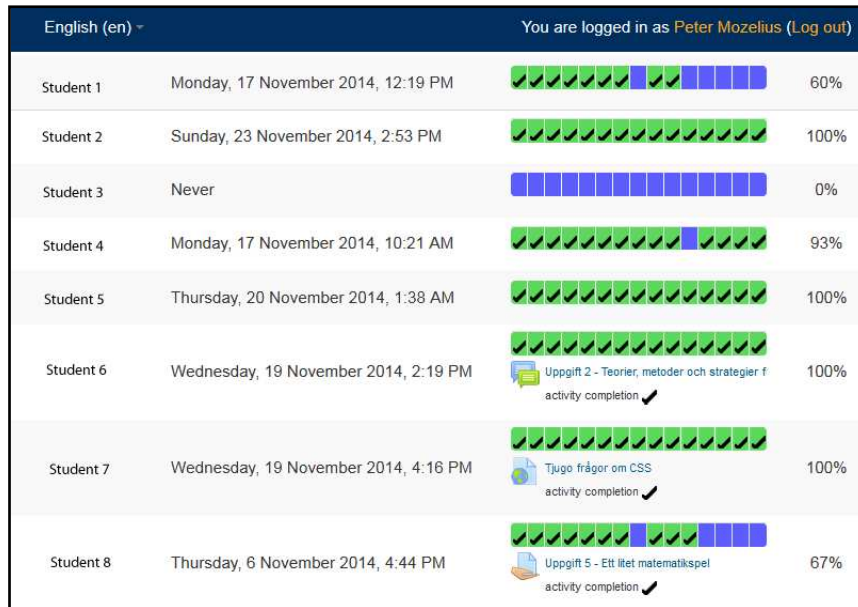 English (en)
You are logged in as Peter Mozelius (Log out)
Student 1 Monday, 17 November 2014, 12:19 PM 60%
Student 2 Sunday, 23 November 2014, 2:53 PM 100%
Student 3 Never 0%
Student 4 Monday, 17 November 2014, 10:21 AM 93%
Student 5 Thursday, 20 November 2014, 1:38 AM 100%
Student 6 Wednesday, 19 November 2014, 2:19 PM 100%
Uppgift 2 - Teorier, metoder och strategier f
activity completion
Student 7 Wednesday, 19 November 2014, 4:16 PM 100%
Tjugo frågor om CSS
activity completion
Student 8 Thursday, 6 November 2014, 4:44 PM 67%
Uppgift 5 - Ett litet matematikspel
activity completion